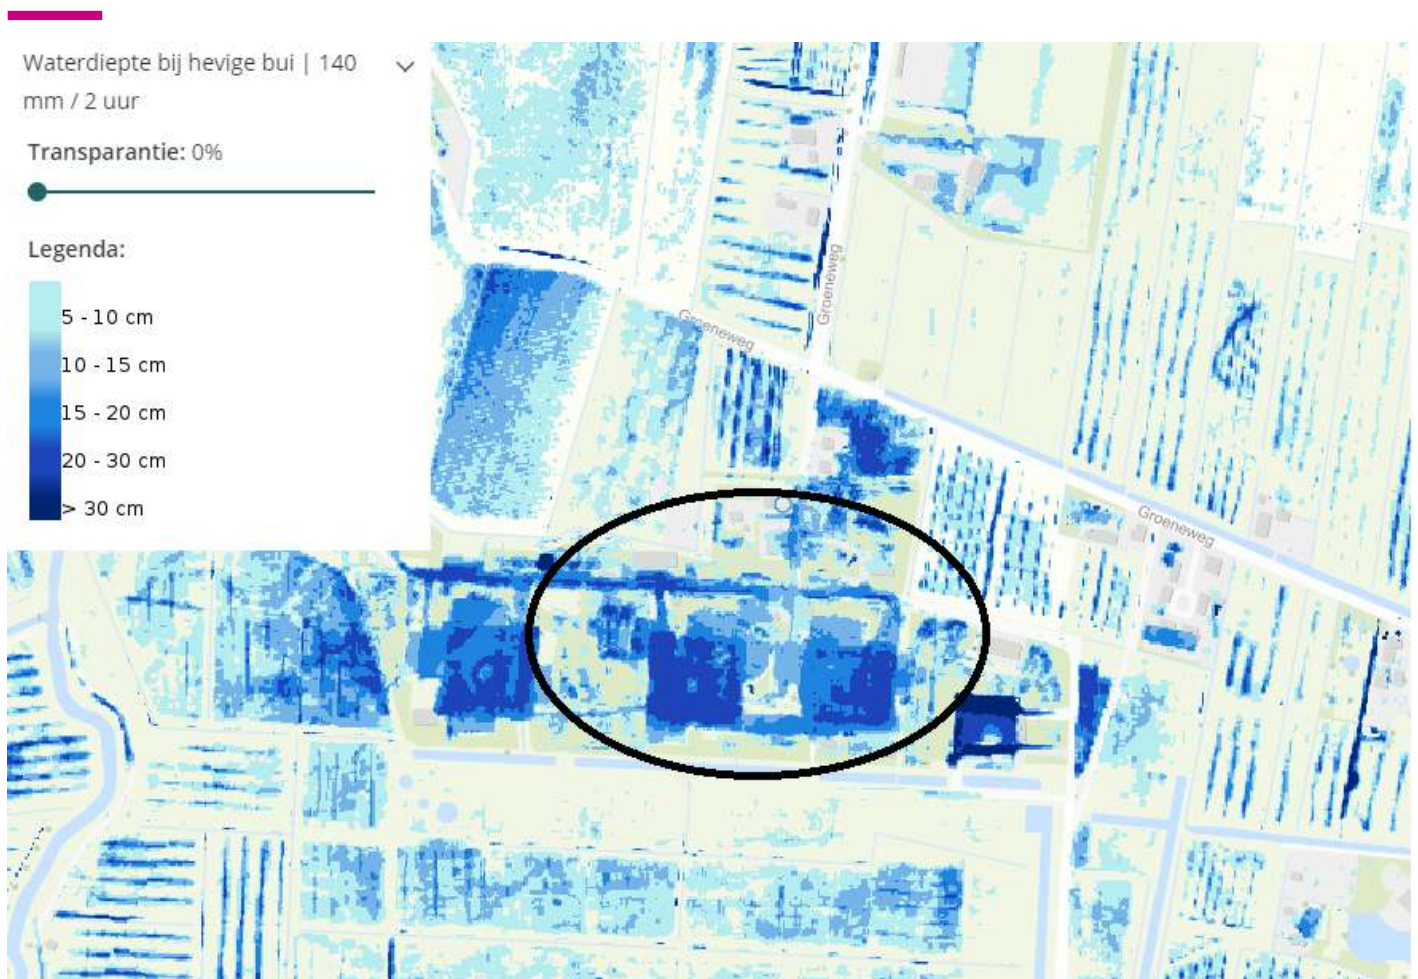 Waterdiepte bij hevige bui | 140
mm / 2 uur
Transparantie: 0%
Legenda:
5 - 10 cm
10 - 15 cm
15 - 20 cm
20 - 30 cm
> 30 cm
Groeneweg
Groeneweg
Groeneweg